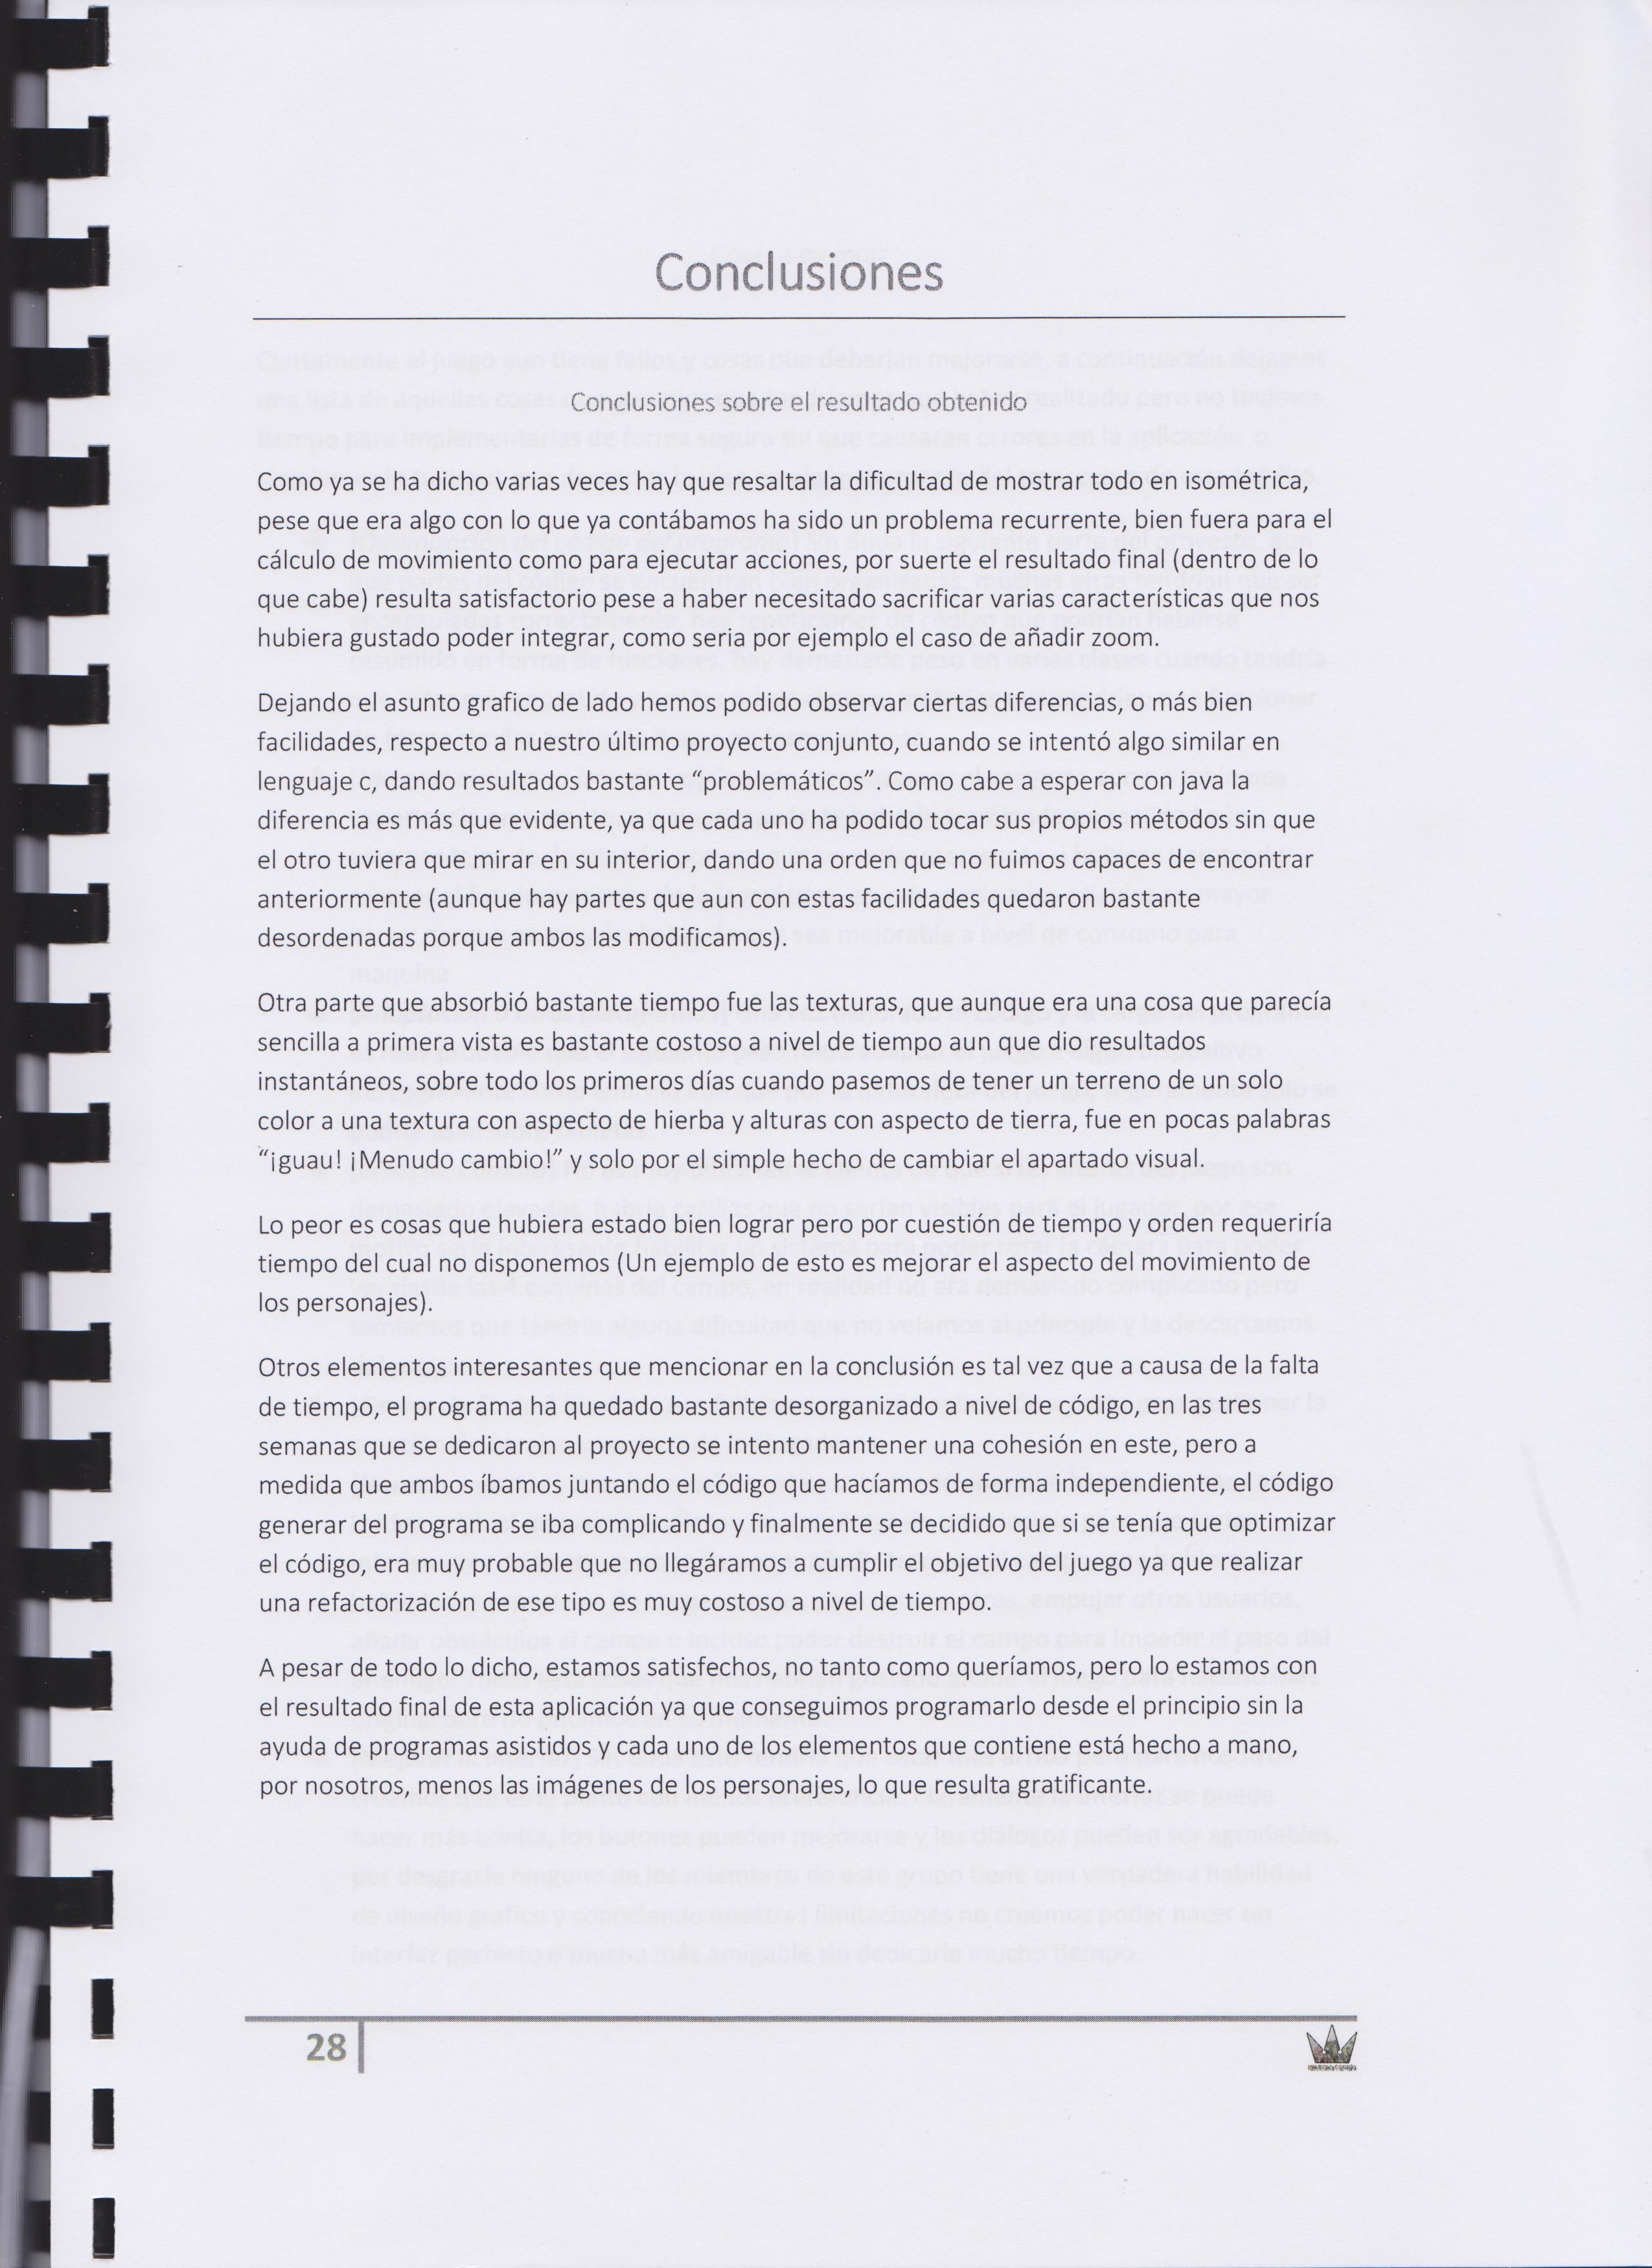 Conclusiones
Conclusiones sobre el resultado obtenido
Como ya se ha dicho varias veces hay que resaltar la dificultad de mostrar todo en isométrica,
pese que era algo con lo que ya contábamos ha sido un problema recurrente, bien fuera para el
cálculo de movimiento como para ejecutar acciones, por suerte el resultado final (dentro de lo
que cabe) resulta satisfactorio pese a haber necesitado sacrificar varias características que nos
hubiera gustado poder integrar, como seria por ejemplo el caso de añadir zoom.
Dejando el asunto grafico de lado hemos podido observar ciertas diferencias, o más bien
facilidades, respecto a nuestro último proyecto conjunto, cuando se intentó algo similar en
lenguaje c, dando resultados bastante “problemáticos”. Como cabe a esperar con java la
diferencia es más que evidente, ya que cada uno ha podido tocar sus propios métodos sin que
el otro tuviera que mirar en su interior, dando una orden que no fuimos capaces de encontrar
anteriormente (aunque hay partes que aun con estas facilidades quedaron bastante
desordenadas porque ambos las modificamos).
Otra parte que absorbió bastante tiempo fue las texturas, que aunque era una cosa que parecía
sencilla a primera vista es bastante costoso a nivel de tiempo aun que dio resultados
instantáneos, sobre todo los primeros días cuando pasemos de tener un terreno de un solo
color a una textura con aspecto de hierba y alturas con aspecto de tierra, fue en pocas palabras
“¡guau! ¡Menudo cambio!” y solo por el simple hecho de cambiar el apartado visual.
Lo peor es cosas que hubiera estado bien lograr pero por cuestión de tiempo y orden requeriría
tiempo del cual no disponemos (Un ejemplo de esto es mejorar el aspecto del movimiento de
los personajes).
Otros elementos interesantes que mencionar en la conclusión es tal vez que a causa de la falta
de tiempo, el programa ha quedado bastante desorganizado a nivel de código, en las tres
semanas que se dedicaron al proyecto se intento mantener una cohesión en este, pero a
medida que ambos íbamos juntando el código que hacíamos de forma independiente, el código
generar del programa se iba complicando y finalmente se decidido que si se tenía que optimizar
el código, era muy probable que no llegáramos a cumplir el objetivo del juego ya que realizar
una refactorización de ese tipo es muy costoso a nivel de tiempo.
A pesar de todo lo dicho, estamos satisfechos, no tanto como queríamos, pero lo estamos con
el resultado final de esta aplicación ya que conseguimos programarlo desde el principio sin la
ayuda de programas asistidos y cada uno de los elementos que contiene está hecho a mano,
por nosotros, menos las imágenes de los personajes, lo que resulta gratificante.
28